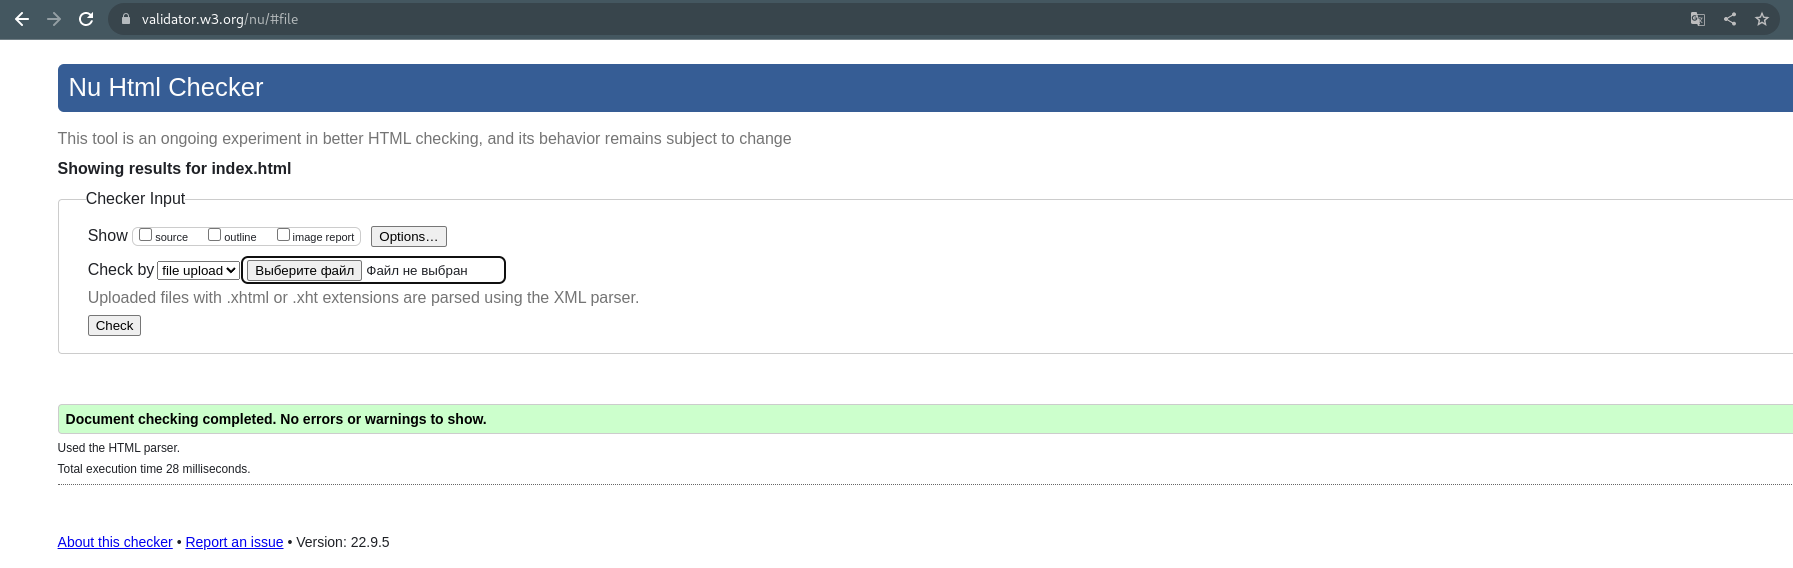 validator.w3.org/nu/#file
Nu Html Checker
This tool is an ongoing experiment in better HTML checking, and its behavior remains subject to change
Showing results for index.html
Checker Input
Show source outline image report Options…
Check by file upload Выберите файл Файл не выбран
Uploaded files with .xhtml or .xht extensions are parsed using the XML parser.
Check
Document checking completed. No errors or warnings to show.
Used the HTML parser.
Total execution time 28 milliseconds.
About this checker • Report an issue • Version: 22.9.5